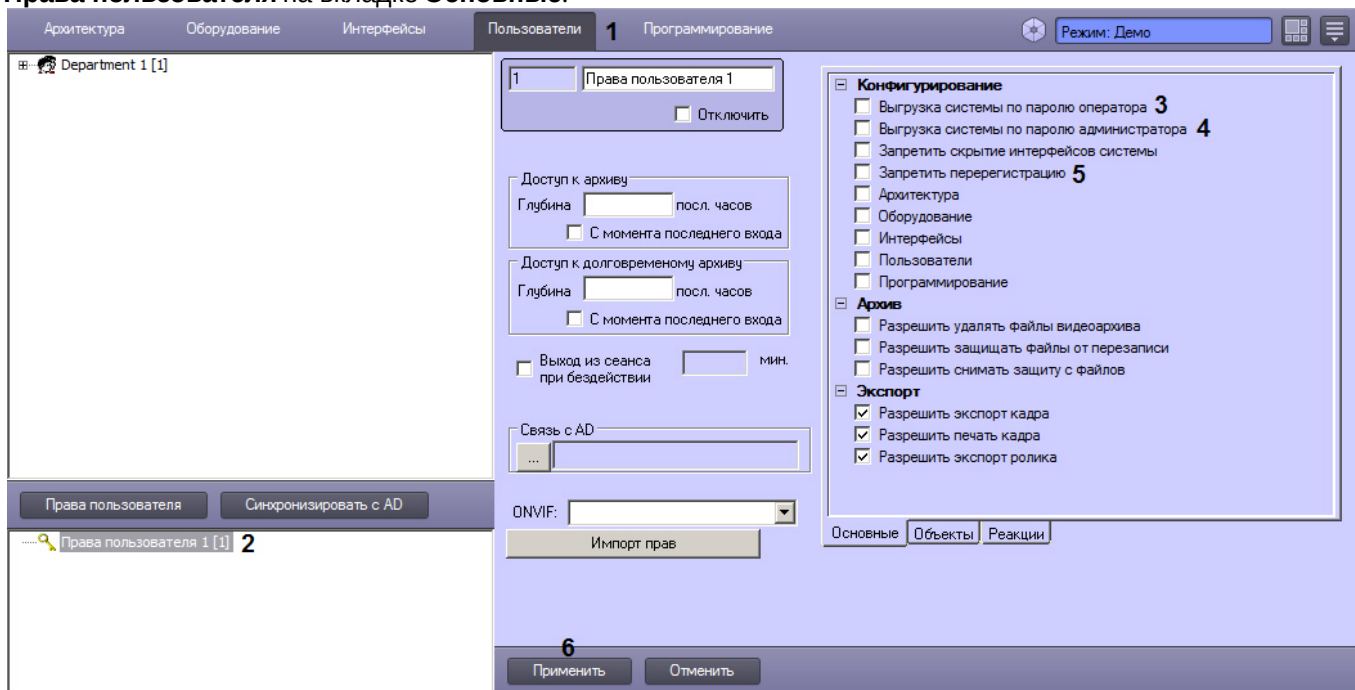 Права пользователя на вкладке Основные.
Архитектура Оборудование Интерфейсы Пользователи 1 Программирование Режим: Демо
Department 1 [1]
1 Права пользователя 1
Отключить
Доступ к архиву
Глубина посл. часов
С момента последнего входа
Доступ к долговременому архиву
Глубина посл. часов
С момента последнего входа
Выход из сеанса мин.
при бездействии
Связь с AD
...
ONVIF:
Импорт прав
Конфигурирование
Выгрузка системы по паролю оператора 3
Выгрузка системы по паролю администратора 4
Запретить скрытие интерфейсов системы
Запретить перерегистрацию 5
Архитектура
Оборудование
Интерфейсы
Пользователи
Программирование
Архив
Разрешить удалять файлы видеоархива
Разрешить защищать файлы от перезаписи
Разрешить снимать защиту с файлов
Экспорт
Разрешить экспорт кадра
Разрешить печать кадра
Разрешить экспорт ролика
Основные Объекты Реакции
Права пользователя Синхронизировать с AD
Права пользователя 1 [1] 2
6
Применить Отменить